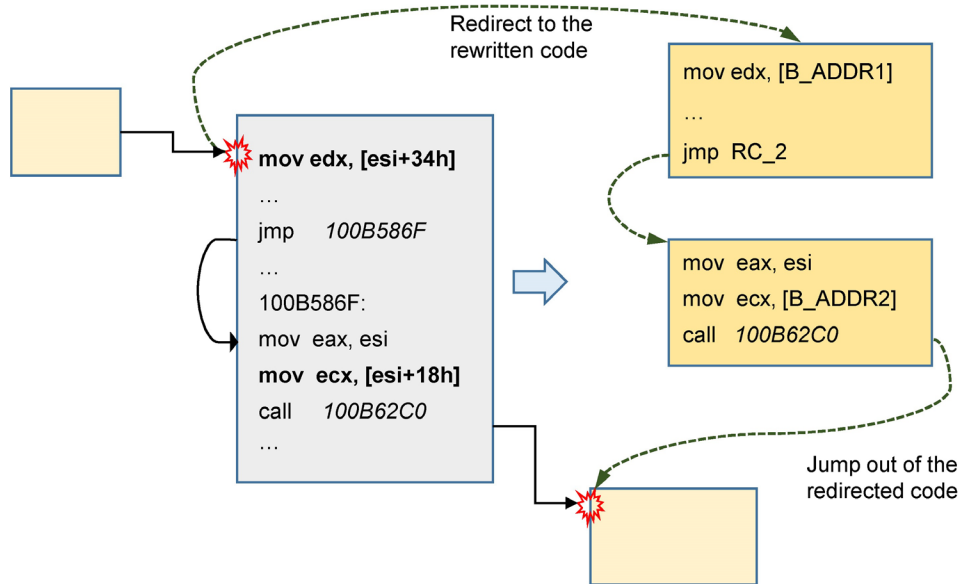 Redirect to the
rewritten code
mov edx, [esi+34h]
…
jmp 100B586F
…
100B586F:
mov eax, esi
mov ecx, [esi+18h]
call 100B62C0
…
mov edx, [B_ADDR1]
…
jmp RC_2
mov eax, esi
mov ecx, [B_ADDR2]
call 100B62C0
Jump out of the
redirected code